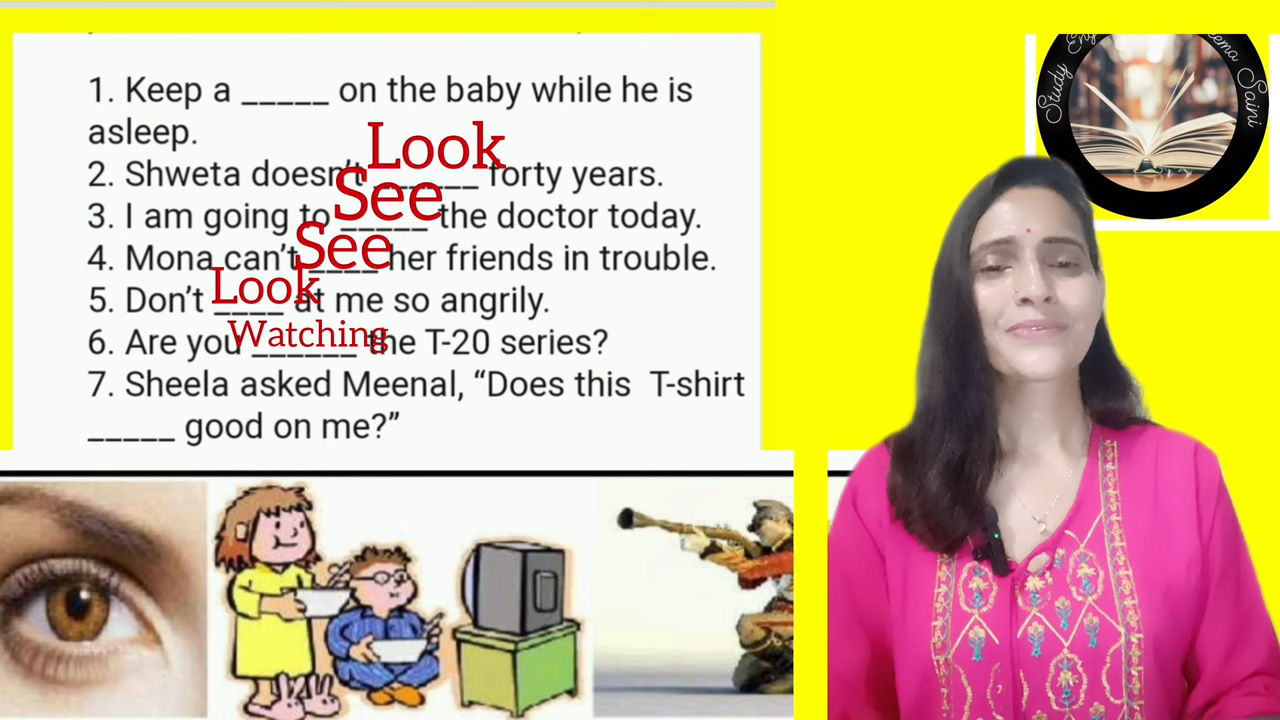 1. Keep a _____ on the baby while he is
asleep.
Look
2. Shweta doesn't ______ forty years.
See
3. I am going to _____ the doctor today.
See
4. Mona can't ____ her friends in trouble.
Look
5. Don't ____ at me so angrily.
Watching
6. Are you ______ the T-20 series?
7. Sheela asked Meenal, “Does this T-shirt
_____ good on me?”
Study
Saini